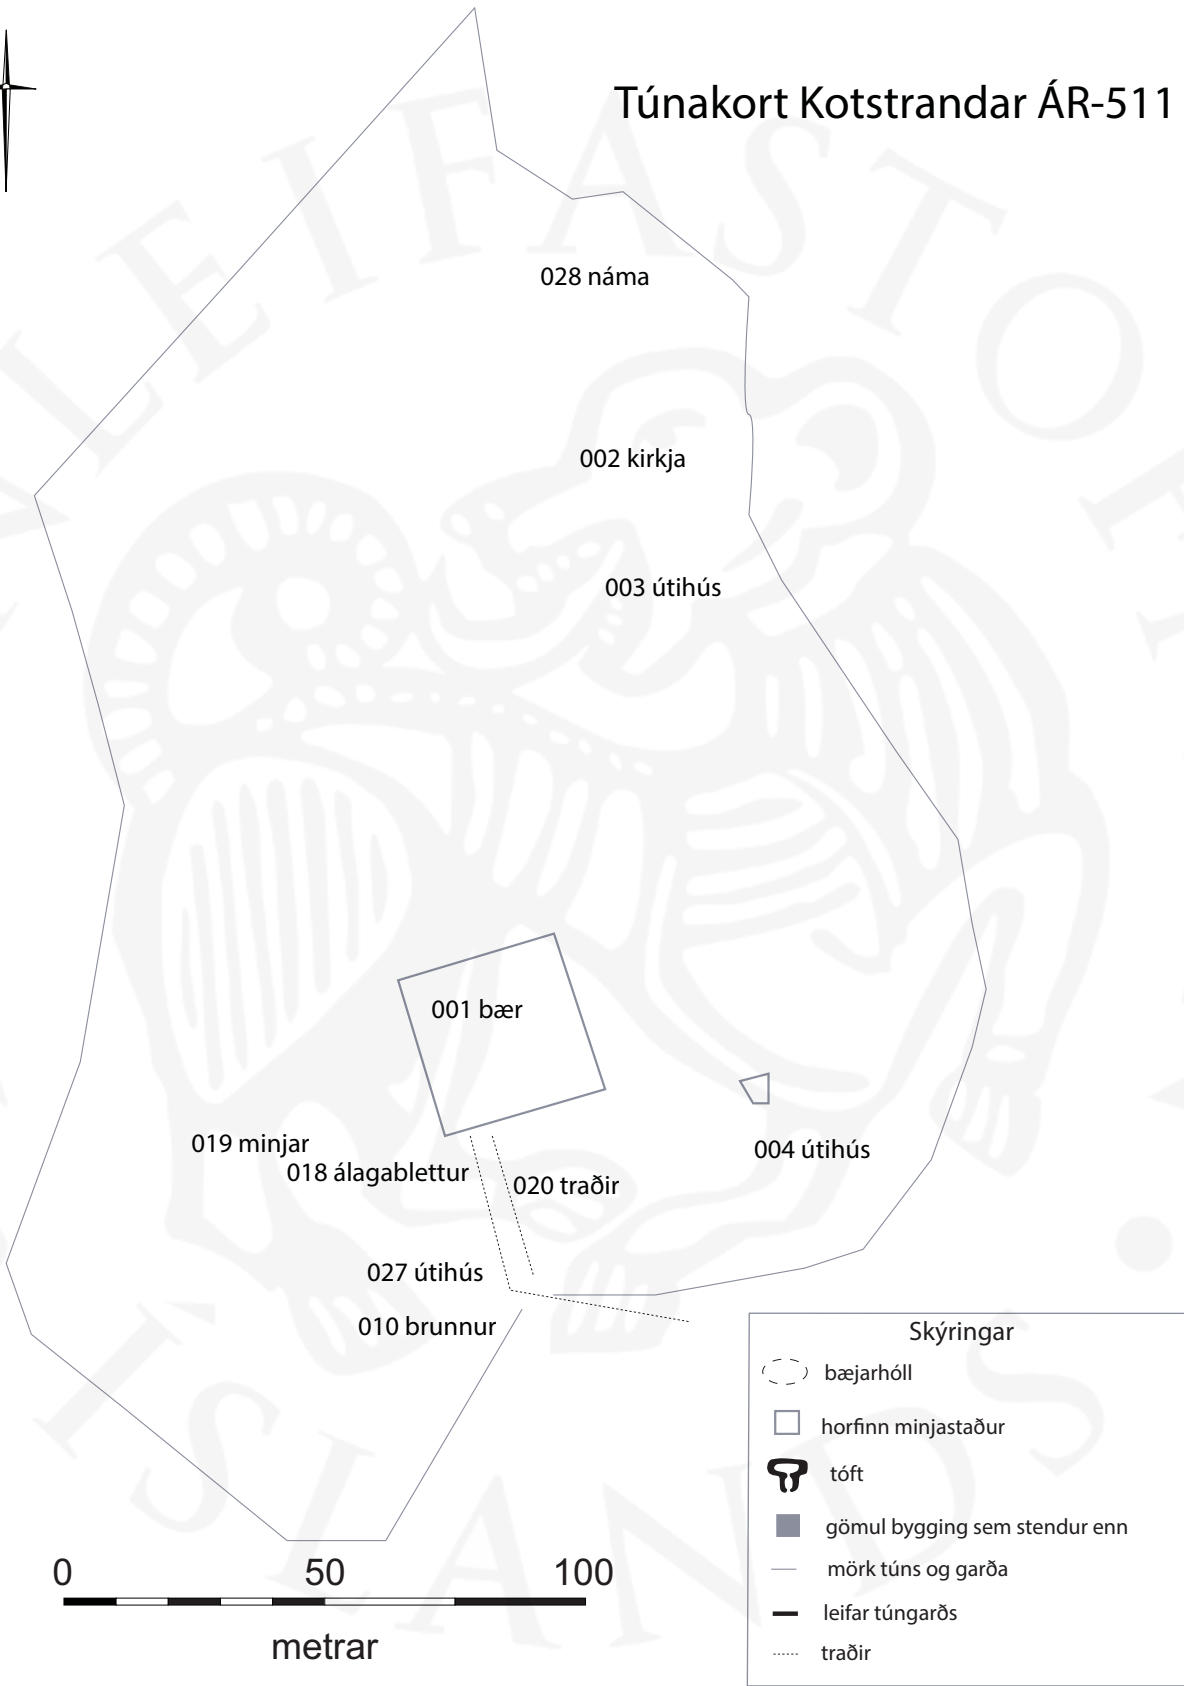 Túnakort Kotstrandar ÁR-511
028 náma
002 kirkja
003 útihús
001 bær
019 minjar
004 útihús
018 álagablettur
020 traðir
027 útihús
010 brunnur
Skýringar
bæjarhóll
horfinn minjastaður
tóft
gömul bygging sem stendur enn
mörk túns og garða
leifar túngarðs
traðir
0 50 100
metrar